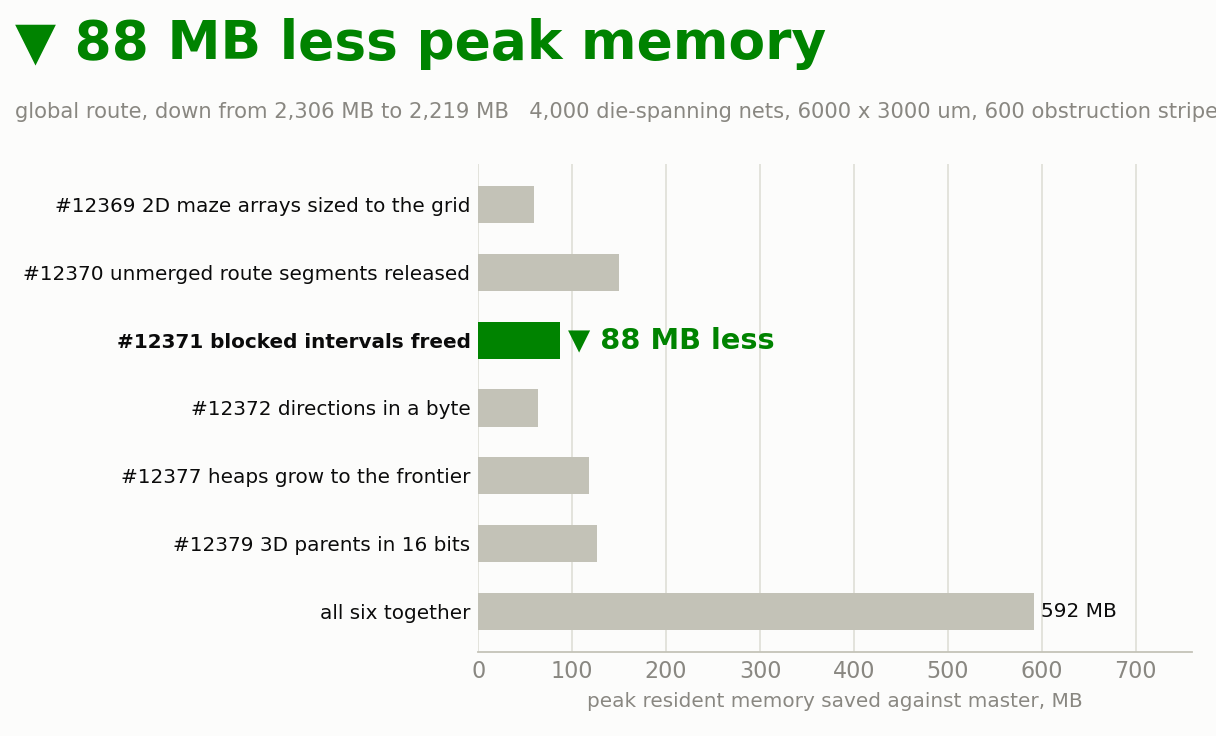 ▼ 88 MB less peak memory
global route, down from 2,306 MB to 2,219 MB 4,000 die-spanning nets, 6000 x 3000 um, 600 obstruction stripe
#12369 2D maze arrays sized to the grid
#12370 unmerged route segments released
#12371 blocked intervals freed ▼ 88 MB less
#12372 directions in a byte
#12377 heaps grow to the frontier
#12379 3D parents in 16 bits
all six together 592 MB
0 100 200 300 400 500 600 700
peak resident memory saved against master, MB